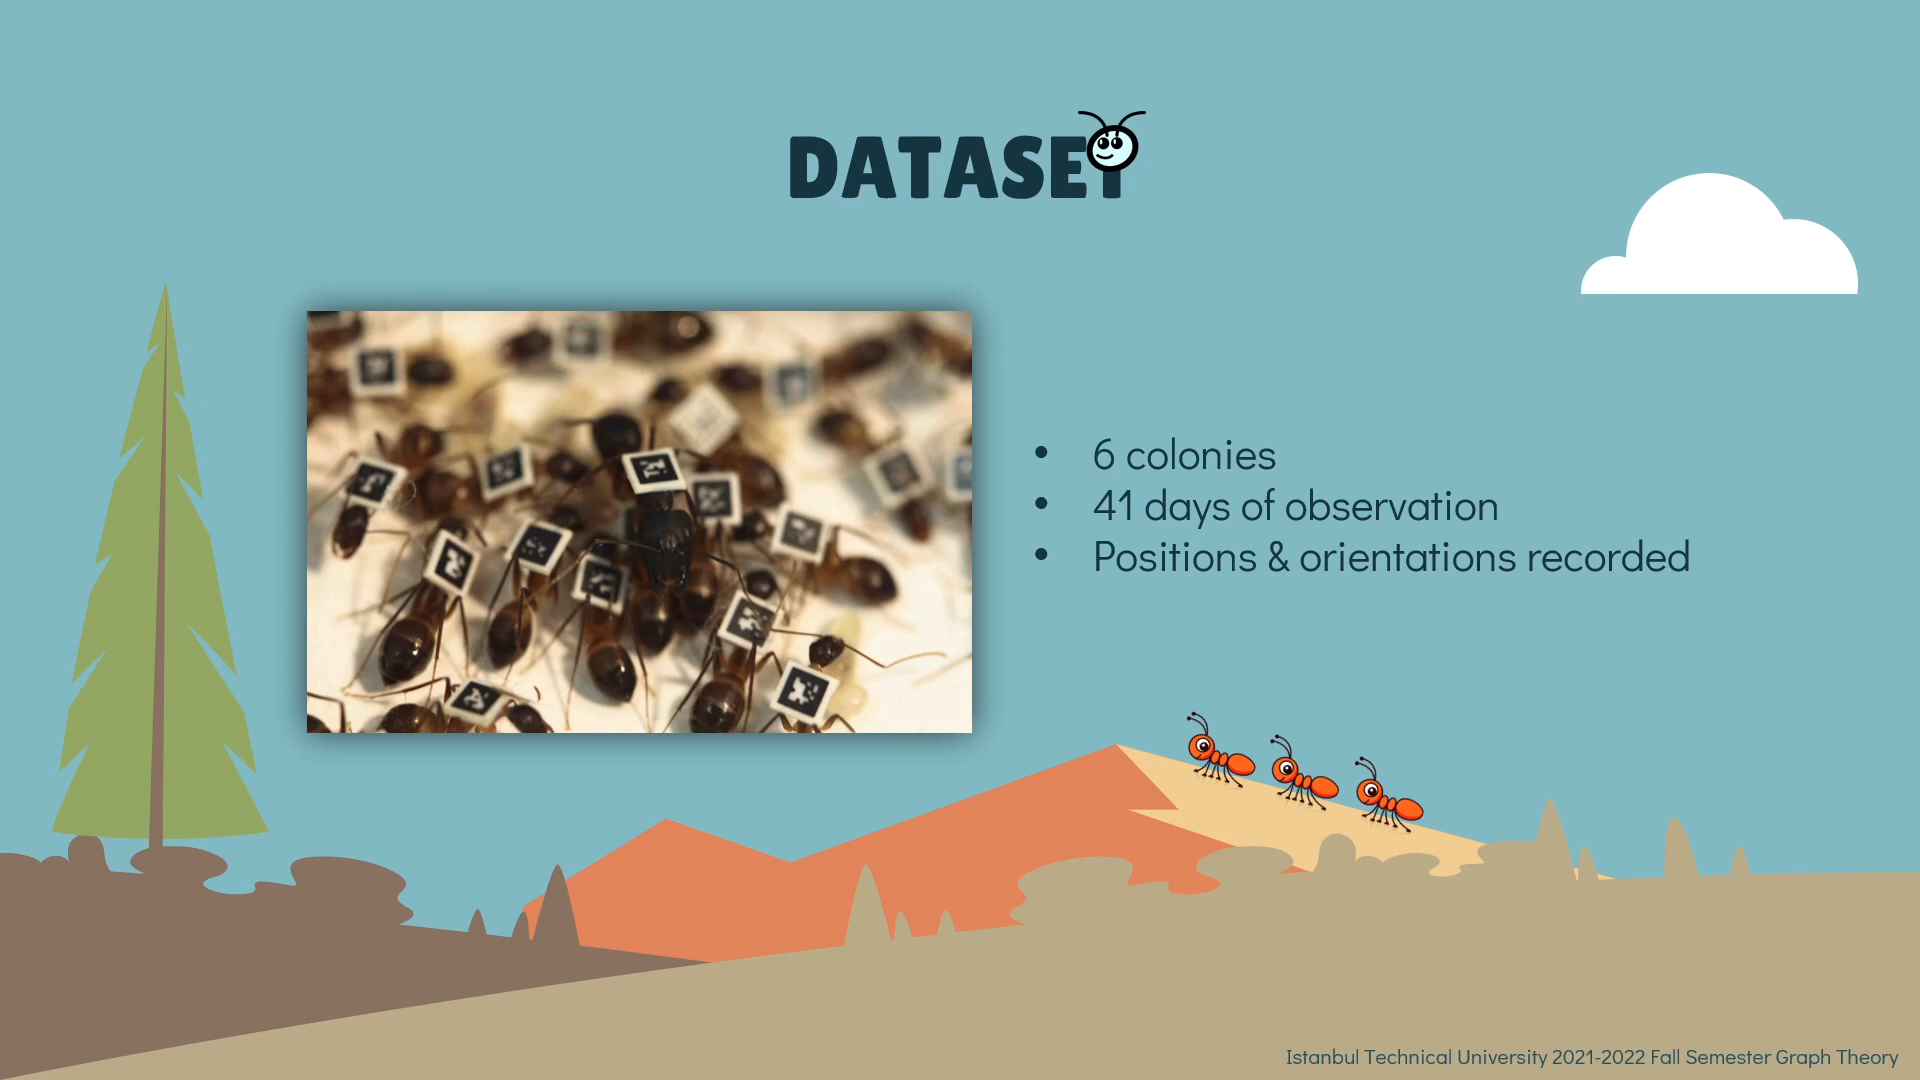 DATASET
• 6 colonies
• 41 days of observation
• Positions & orientations recorded
Istanbul Technical University 2021-2022 Fall Semester Graph Theory